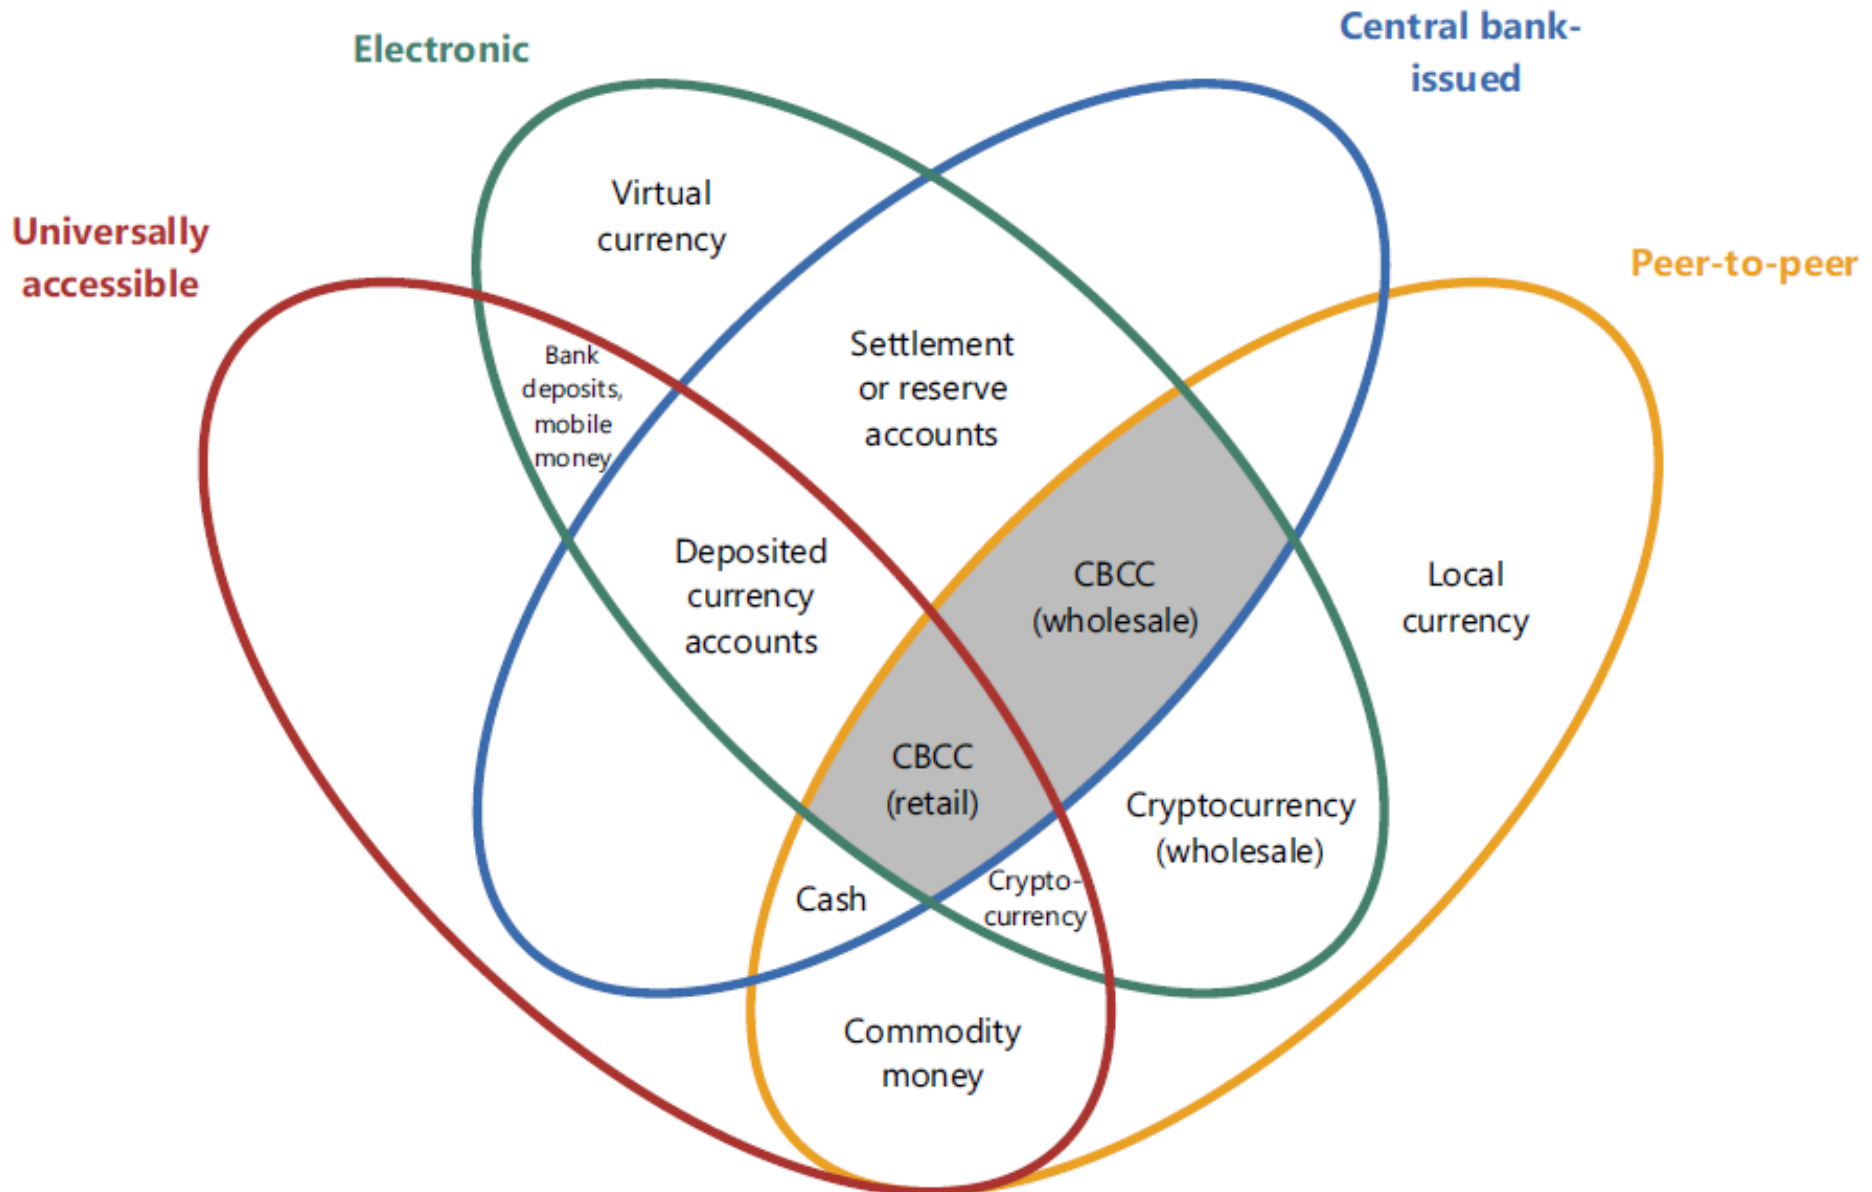 Electronic
Central bank-
issued
Universally
accessible
Peer-to-peer
Virtual
currency
Bank
deposits,
mobile
money
Settlement
or reserve
accounts
Deposited
currency
accounts
CBCC
(wholesale)
Local
currency
CBCC
(retail)
Cryptocurrency
(wholesale)
Cash
Crypto-
currency
Commodity
money